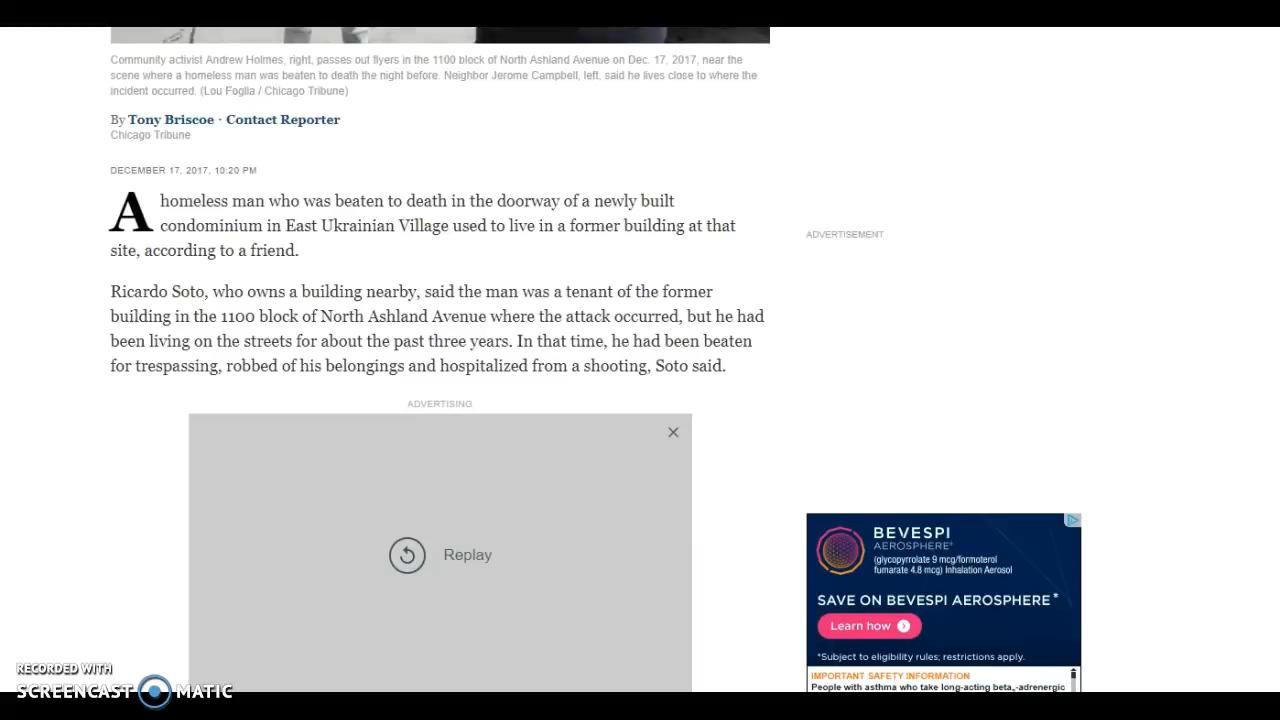 Community activist Andrew Holmes, right, passes out flyers in the 1100 block of North Ashland Avenue on Dec. 17, 2017, near the
scene where a homeless man was beaten to death the night before. Neighbor Jerome Campbell, left, said he lives close to where the
incident occurred. (Lou Foglia / Chicago Tribune)
By Tony Briscoe · Contact Reporter
Chicago Tribune
DECEMBER 17, 2017, 10:20 PM
A homeless man who was beaten to death in the doorway of a newly built
condominium in East Ukrainian Village used to live in a former building at that
site, according to a friend.
Ricardo Soto, who owns a building nearby, said the man was a tenant of the former
building in the 1100 block of North Ashland Avenue where the attack occurred, but he had
been living on the streets for about the past three years. In that time, he had been beaten
for trespassing, robbed of his belongings and hospitalized from a shooting, Soto said.
ADVERTISING
Replay
ADVERTISEMENT
BEVESPI
AEROSPHERE*
(glycopyrrolate 9 mcg/formoterol
fumarate 4.8 mcg) Inhalation Aerosol
SAVE ON BEVESPI AEROSPHERE*
Learn how
*Subject to eligibility rules; restrictions apply.
IMPORTANT SAFETY INFORMATION
People with asthma who take long-acting beta₂-adrenergic
RECORDED WITH
SCREENCAST MATIC